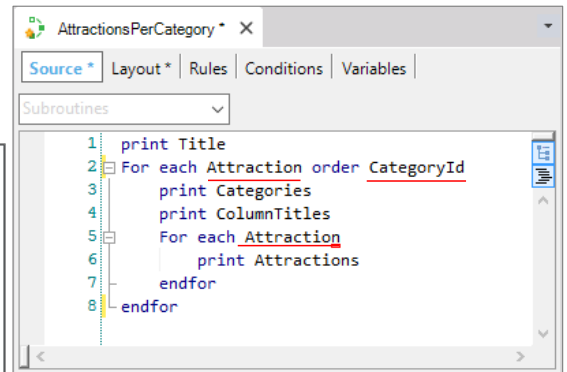 AttractionsPerCategory * X
Source * Layout * Rules Conditions Variables
Subroutines
1 print Title
2 For each Attraction order CategoryId
3 print Categories
4 print ColumnTitles
5 For each Attraction
6 print Attractions
7 endfor
8 endfor